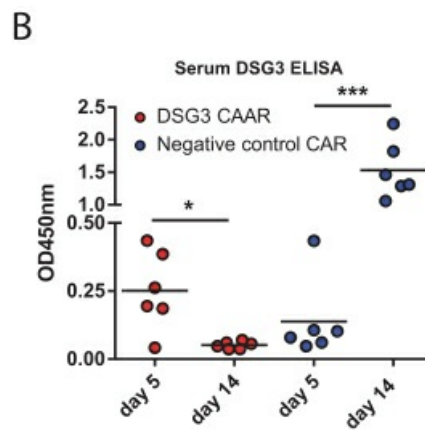 B
Serum DSG3 ELISA
DSG3 CAAR
Negative control CAR
***
*
OD450nm
2.5
2.0
1.5
1.0
0.50
0.25
0.00
day 5
day 14
day 5
day 14